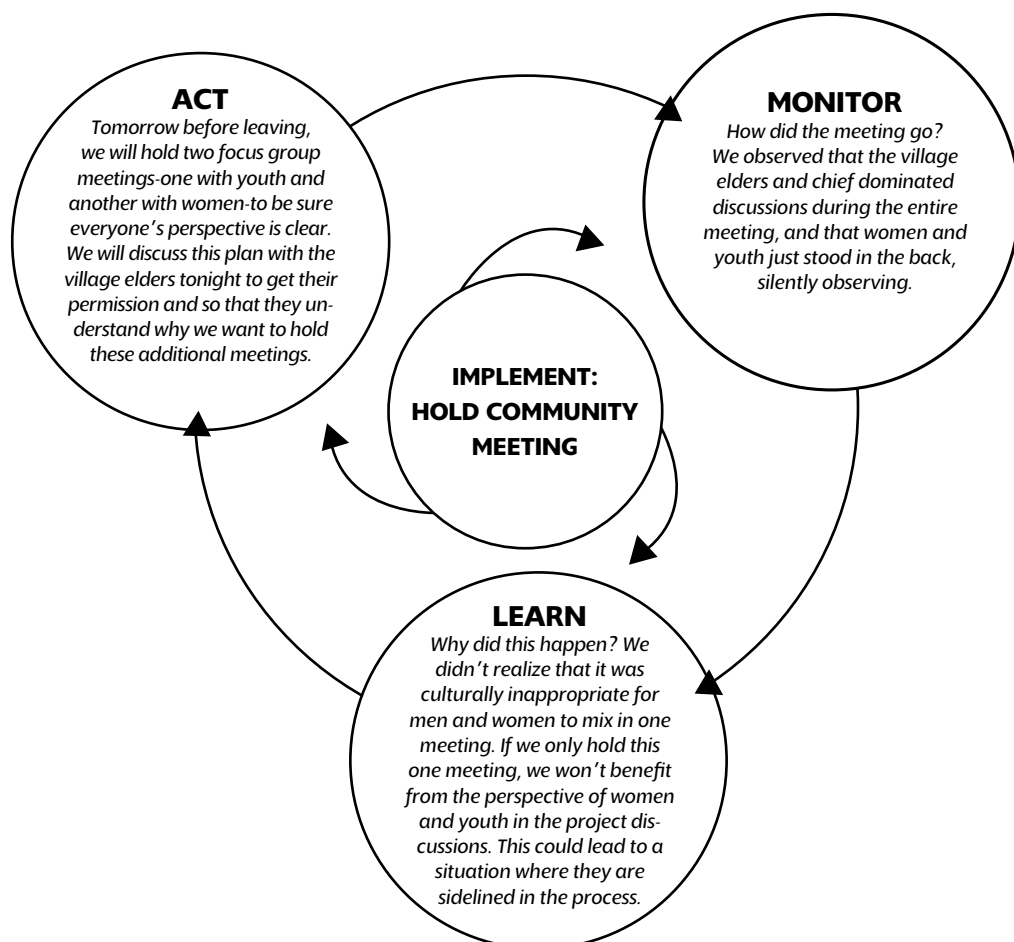 ACT
Tomorrow before leaving,
we will hold two focus group
meetings-one with youth and
another with women-to be sure
everyone’s perspective is clear.
We will discuss this plan with the
village elders tonight to get their
permission and so that they un-
derstand why we want to hold
these additional meetings.
MONITOR
How did the meeting go?
We observed that the village
elders and chief dominated
discussions during the entire
meeting, and that women and
youth just stood in the back,
silently observing.
IMPLEMENT:
HOLD COMMUNITY
MEETING
LEARN
Why did this happen? We
didn’t realize that it was
culturally inappropriate for
men and women to mix in one
meeting. If we only hold this
one meeting, we won’t benefit
from the perspective of women
and youth in the project dis-
cussions. This could lead to a
situation where they are
sidelined in the process.